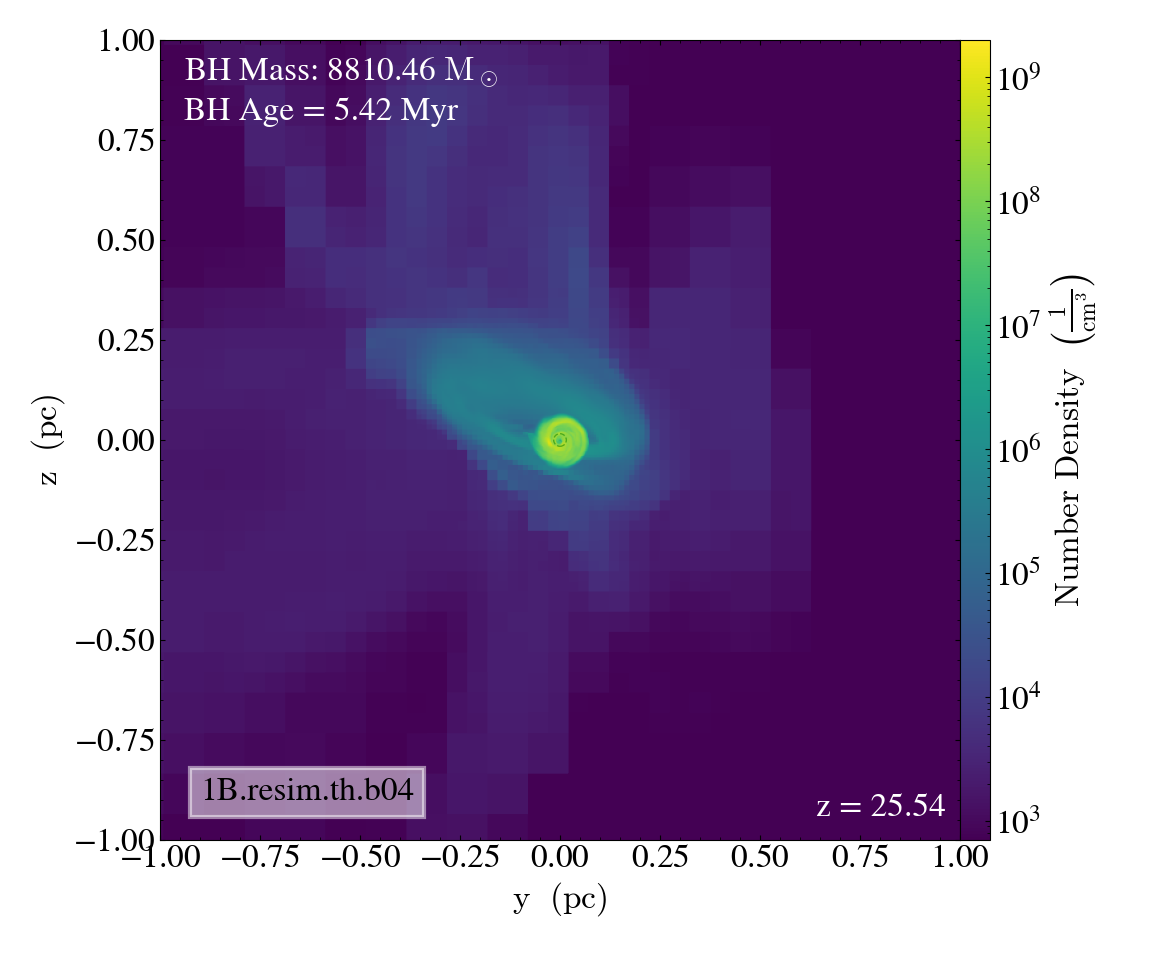 BH Mass: 8810.46 M☉
BH Age = 5.42 Myr
1B.resim.th.b04
z = 25.54
1.00
0.75
0.50
0.25
0.00
−0.25
−0.50
−0.75
−1.00
z (pc)
−1.00 −0.75 −0.50 −0.25 0.00 0.25 0.50 0.75 1.00
y (pc)
10⁹
10⁸
10⁷
10⁶
10⁵
10⁴
10³
Number Density (1/cm³)